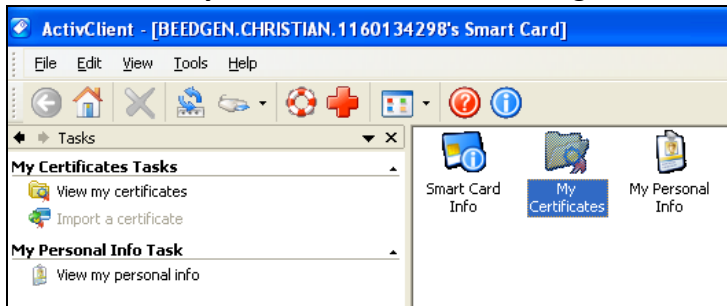 ActivClient - [BEEDGEN.CHRISTIAN.1160134298's Smart Card]
File Edit View Tools Help
Tasks
My Certificates Tasks
View my certificates
Import a certificate
My Personal Info Task
View my personal info
Smart Card Info
My Certificates
My Personal Info